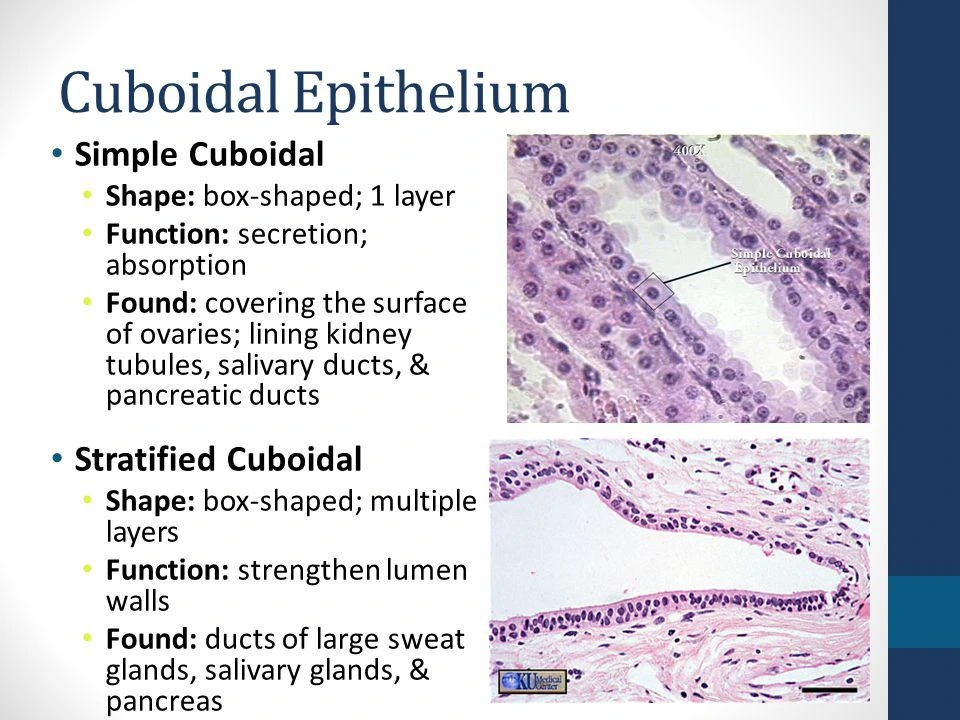 Cuboidal Epithelium
• Simple Cuboidal
• Shape: box-shaped; 1 layer
• Function: secretion;
absorption
• Found: covering the surface
of ovaries; lining kidney
tubules, salivary ducts, &
pancreatic ducts
• Stratified Cuboidal
• Shape: box-shaped; multiple
layers
• Function: strengthen lumen
walls
• Found: ducts of large sweat
glands, salivary glands, &
pancreas
400X
Simple Cuboidal
Epithelium
KU Medical
Center